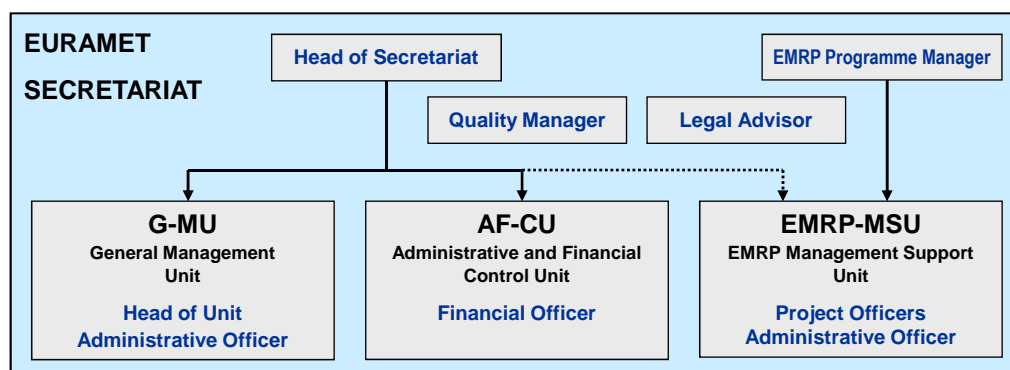 EURAMET
SECRETARIAT
Head of Secretariat
EMRP Programme Manager
Quality Manager
Legal Advisor
G-MU
General Management
Unit
Head of Unit
Administrative Officer
AF-CU
Administrative and Financial
Control Unit
Financial Officer
EMRP-MSU
EMRP Management Support
Unit
Project Officers
Administrative Officer